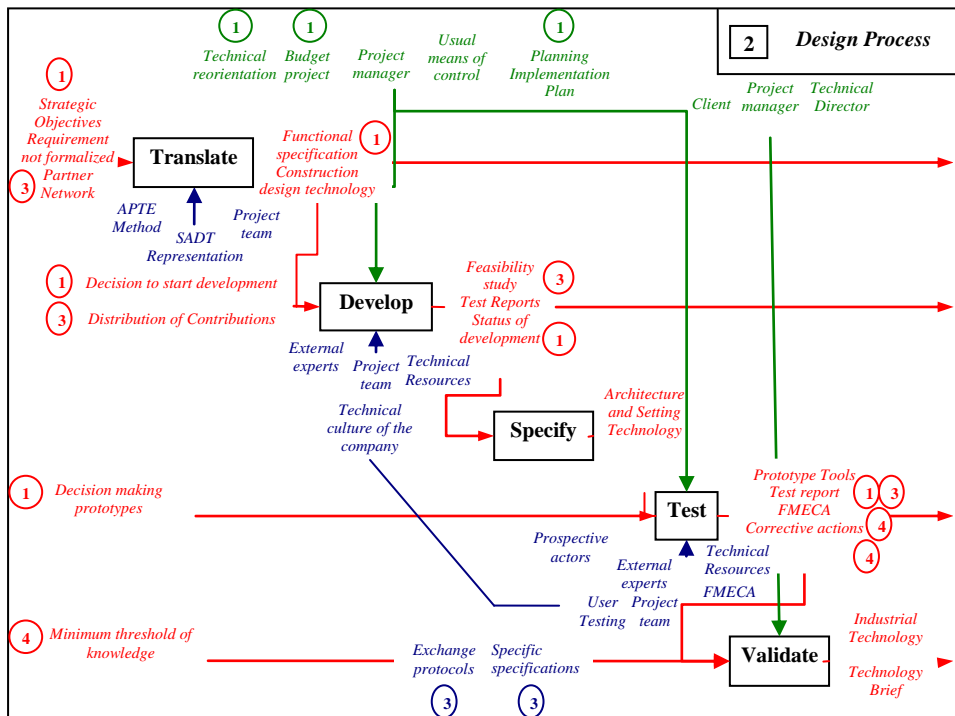 1
1
1
2 Design Process
Technical
reorientation
Budget
project
Project
manager
Usual
means of
control
Planning
Implementation
Plan
Client
Project
manager
Technical
Director
1
Strategic
Objectives
Requirement
not formalized
Partner
Network
3
Translate
Functional
specification
Construction
design technology
1
APTE
Method
SADT
Representation
Project
team
1 Decision to start development
3 Distribution of Contributions
Develop
Feasibility
study
Test Reports
Status of
development
3
1
External
experts
Project
team
Technical
Resources
Technical
culture of the
company
Specify
Architecture
and Setting
Technology
1 Decision making
prototypes
Test
Prototype Tools
Test report
FMECA
Corrective actions
1
3
4
4
Prospective
actors
External
experts
Technical
Resources
FMECA
User
Testing
Project
team
4 Minimum threshold of
knowledge
Exchange
protocols
Specific
specifications
3
3
Validate
Industrial
Technology
Technology
Brief